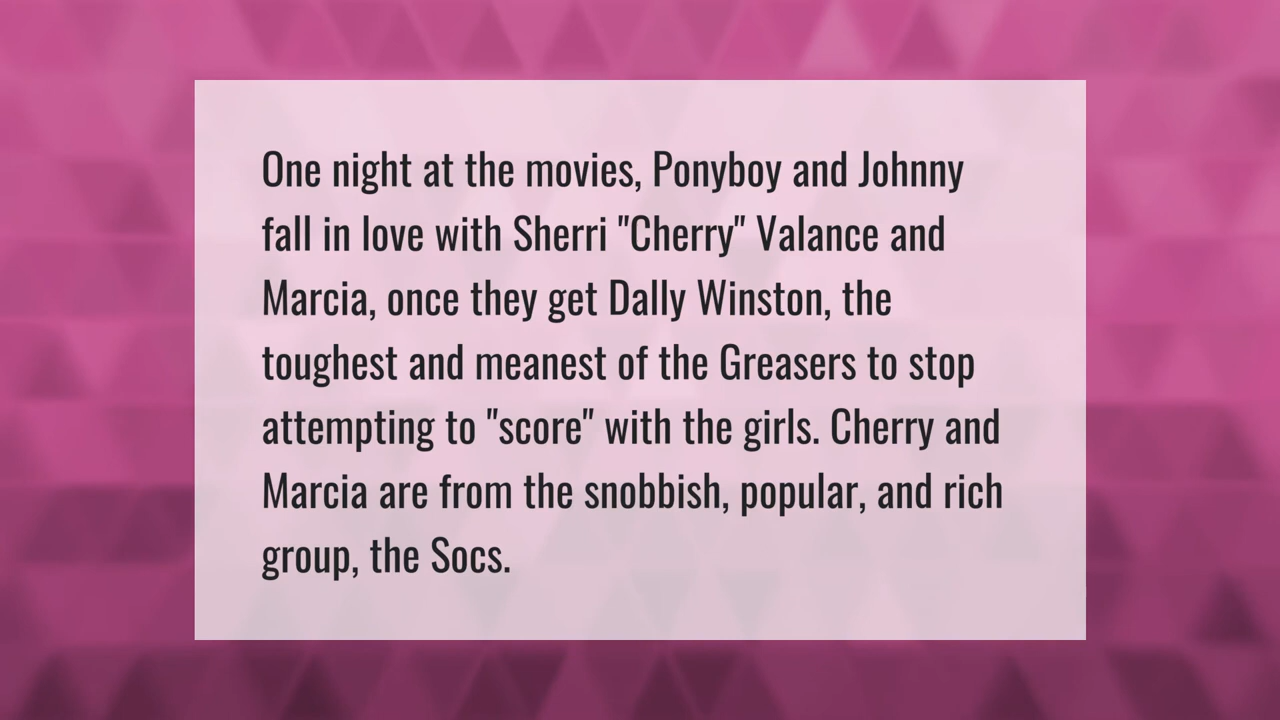 One night at the movies, Ponyboy and Johnny
fall in love with Sherri "Cherry" Valance and
Marcia, once they get Dally Winston, the
toughest and meanest of the Greasers to stop
attempting to "score" with the girls. Cherry and
Marcia are from the snobbish, popular, and rich
group, the Socs.